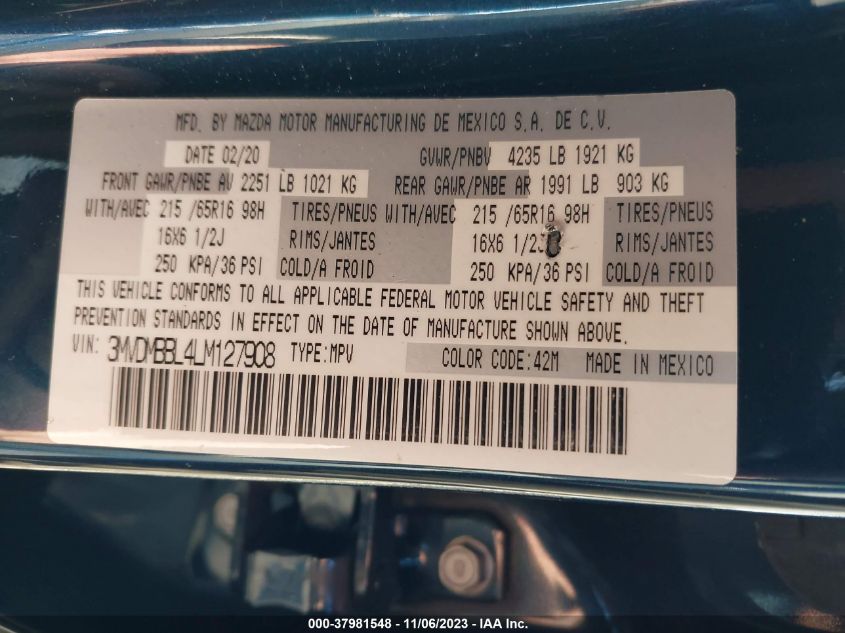 MFD. BY MAZDA MOTOR MANUFACTURING DE MEXICO S.A. DE C.V.
DATE 02/20 GVWR/PNBV 4235 LB 1921 KG
FRONT GAWR/PNBE AV 2251 LB 1021 KG REAR GAWR/PNBE AR 1991 LB 903 KG
WITH/AVEC 215 /65R16 98H TIRES/PNEUS WITH/AVEC 215 /65R16 98H TIRES/PNEUS
16X6 1/2J RIMS/JANTES 16X6 1/2J RIMS/JANTES
250 KPA/36 PSI COLD/A FROID 250 KPA/36 PSI COLD/A FROID
THIS VEHICLE CONFORMS TO ALL APPLICABLE FEDERAL MOTOR VEHICLE SAFETY AND THEFT
PREVENTION STANDARDS IN EFFECT ON THE DATE OF MANUFACTURE SHOWN ABOVE.
VIN: 3MVDMBBL4LM127908 TYPE:MPV COLOR CODE:42M MADE IN MEXICO
000-37981548 - 11/06/2023 - IAA Inc.